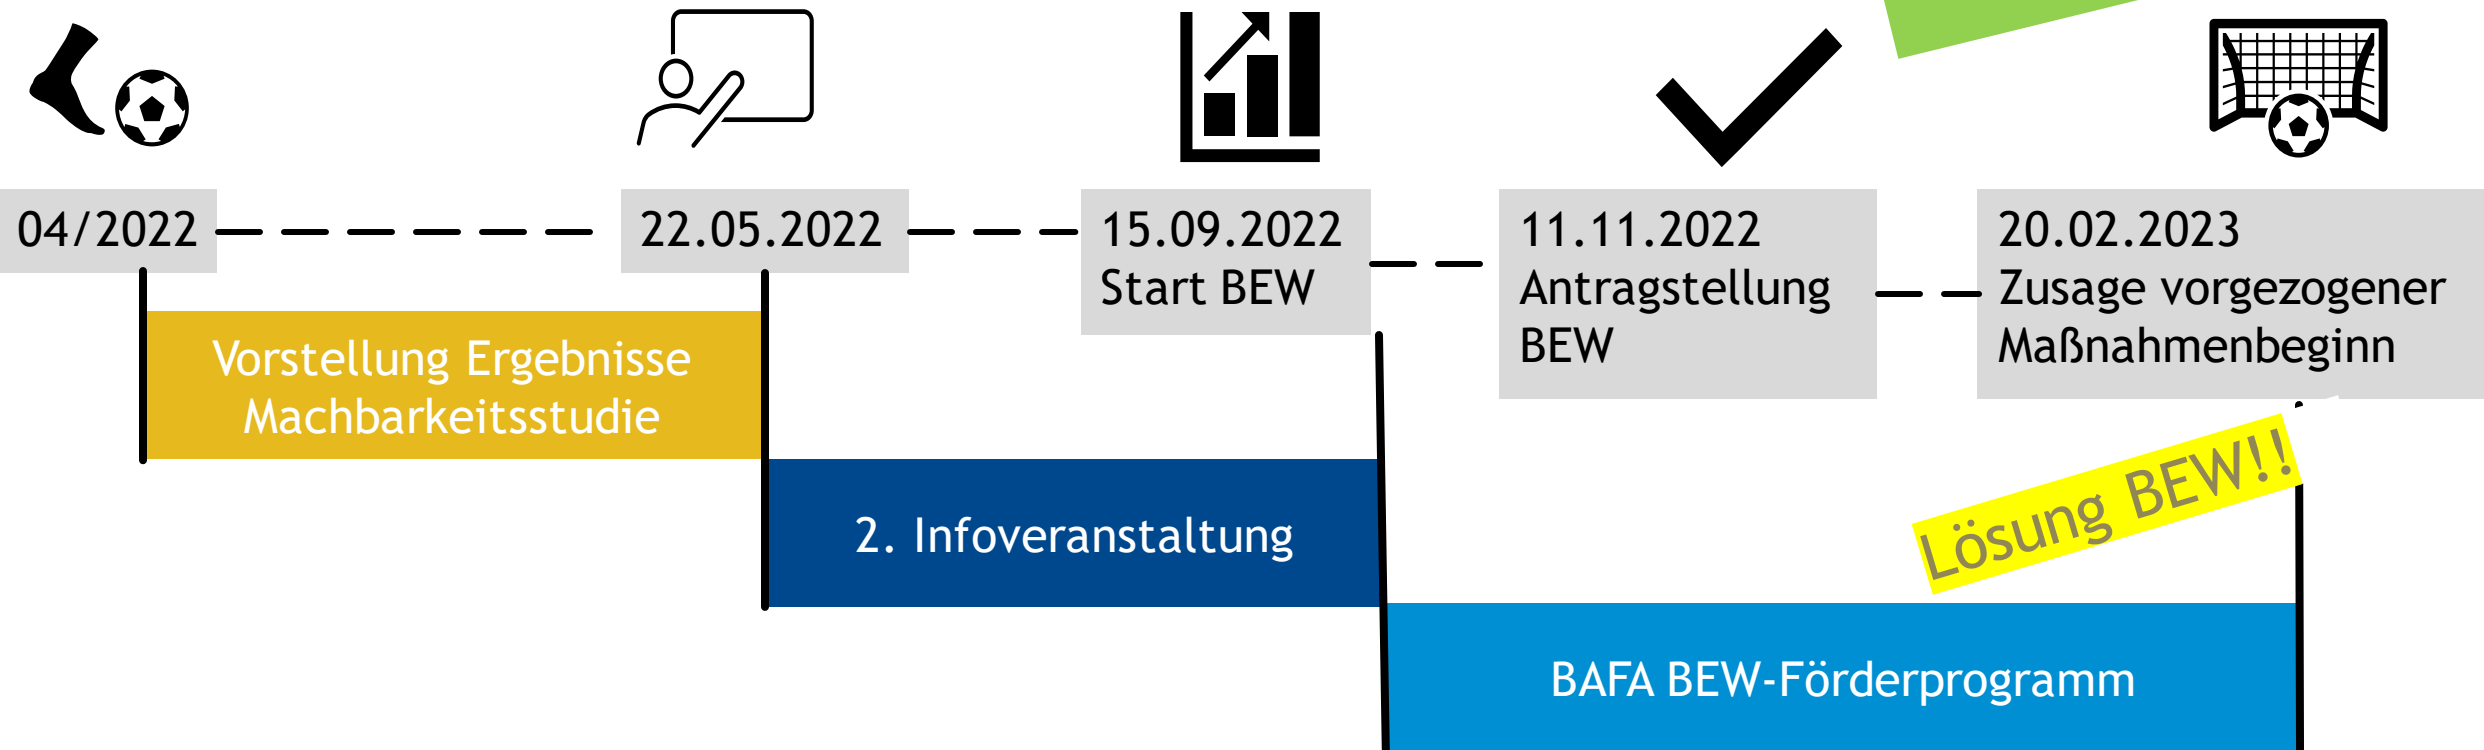 04/2022
22.05.2022
15.09.2022
Start BEW
11.11.2022
Antragstellung
BEW
20.02.2023
Zusage vorgezogener
Maßnahmenbeginn
Vorstellung Ergebnisse
Machbarkeitsstudie
2. Infoveranstaltung
Lösung BEW!!
BAFA BEW-Förderprogramm